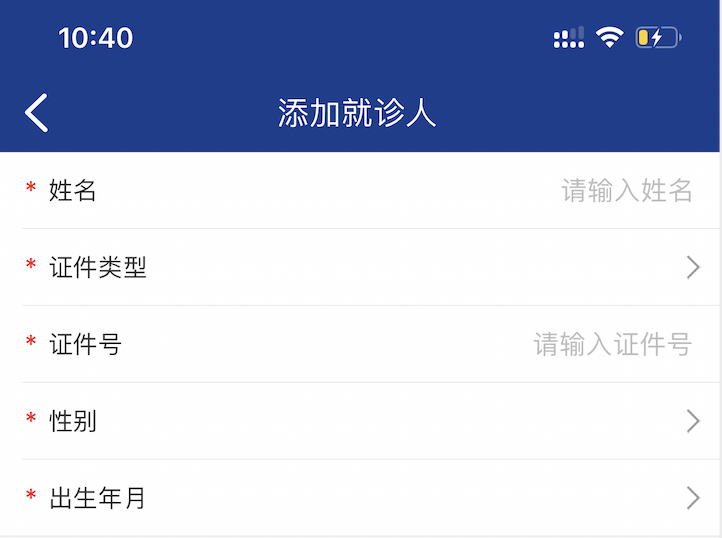 10:40
添加就诊人
* 姓名 请输入姓名
* 证件类型
* 证件号 请输入证件号
* 性别
* 出生年月